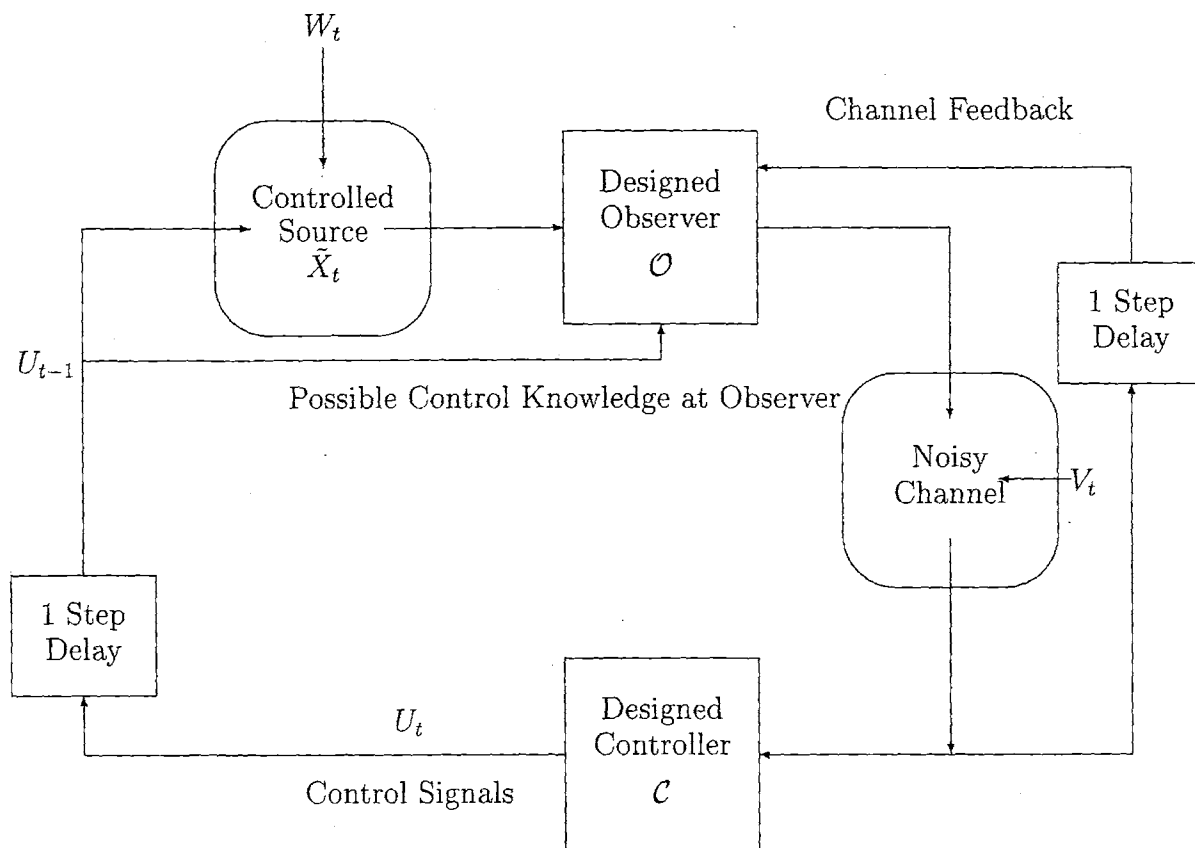 W_t
Channel Feedback
Controlled
Source
X̃_t
Designed
Observer
𝒪
1 Step
Delay
U_{t−1}
Possible Control Knowledge at Observer
Noisy
Channel
V_t
1 Step
Delay
U_t
Control Signals
Designed
Controller
𝒞